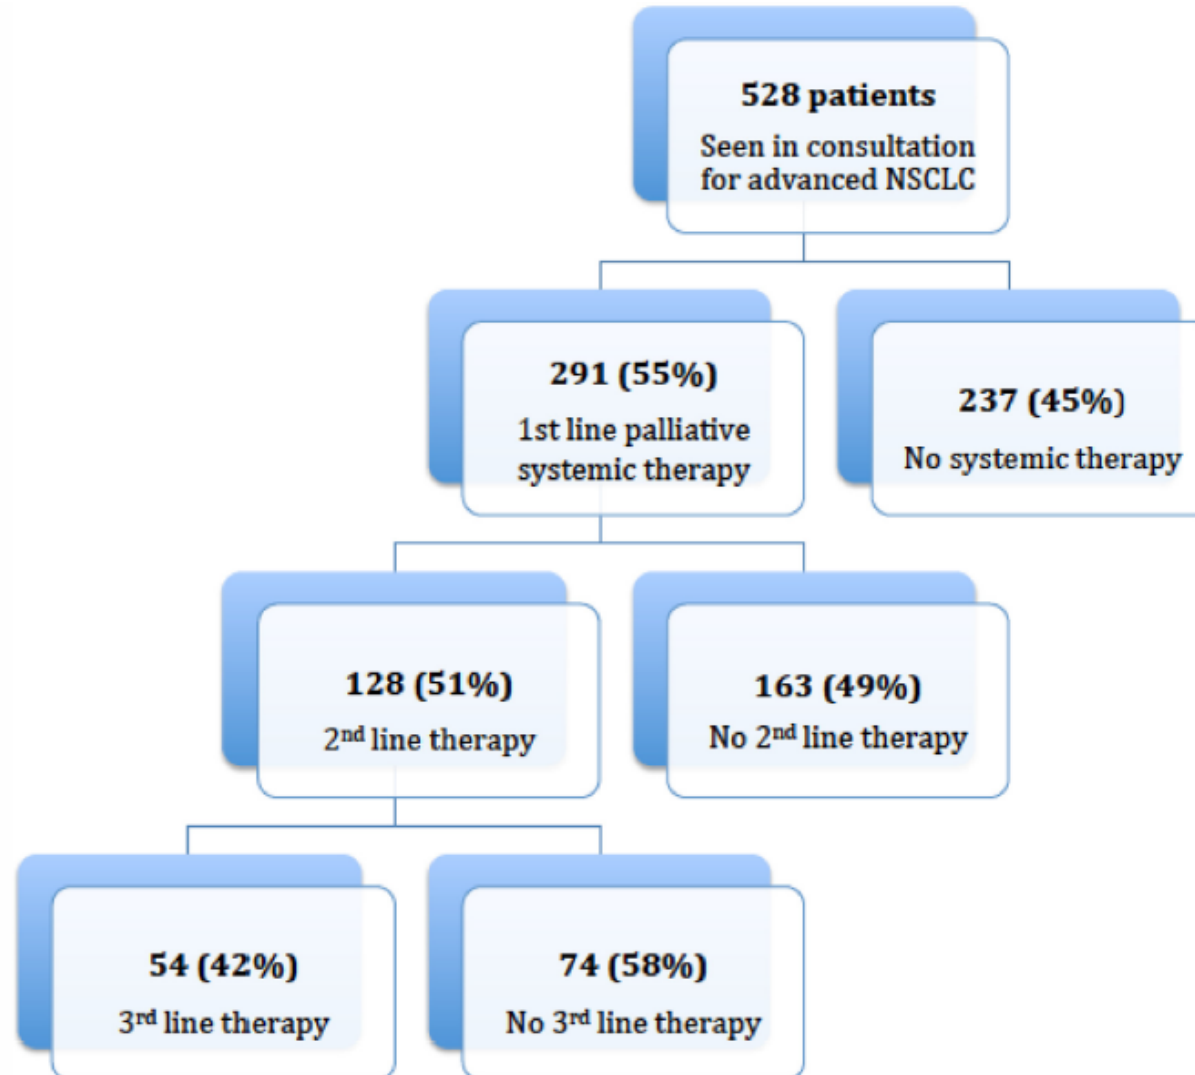 528 patients
Seen in consultation
for advanced NSCLC
291 (55%)
1st line palliative
systemic therapy
237 (45%)
No systemic therapy
128 (51%)
2nd line therapy
163 (49%)
No 2nd line therapy
54 (42%)
3rd line therapy
74 (58%)
No 3rd line therapy